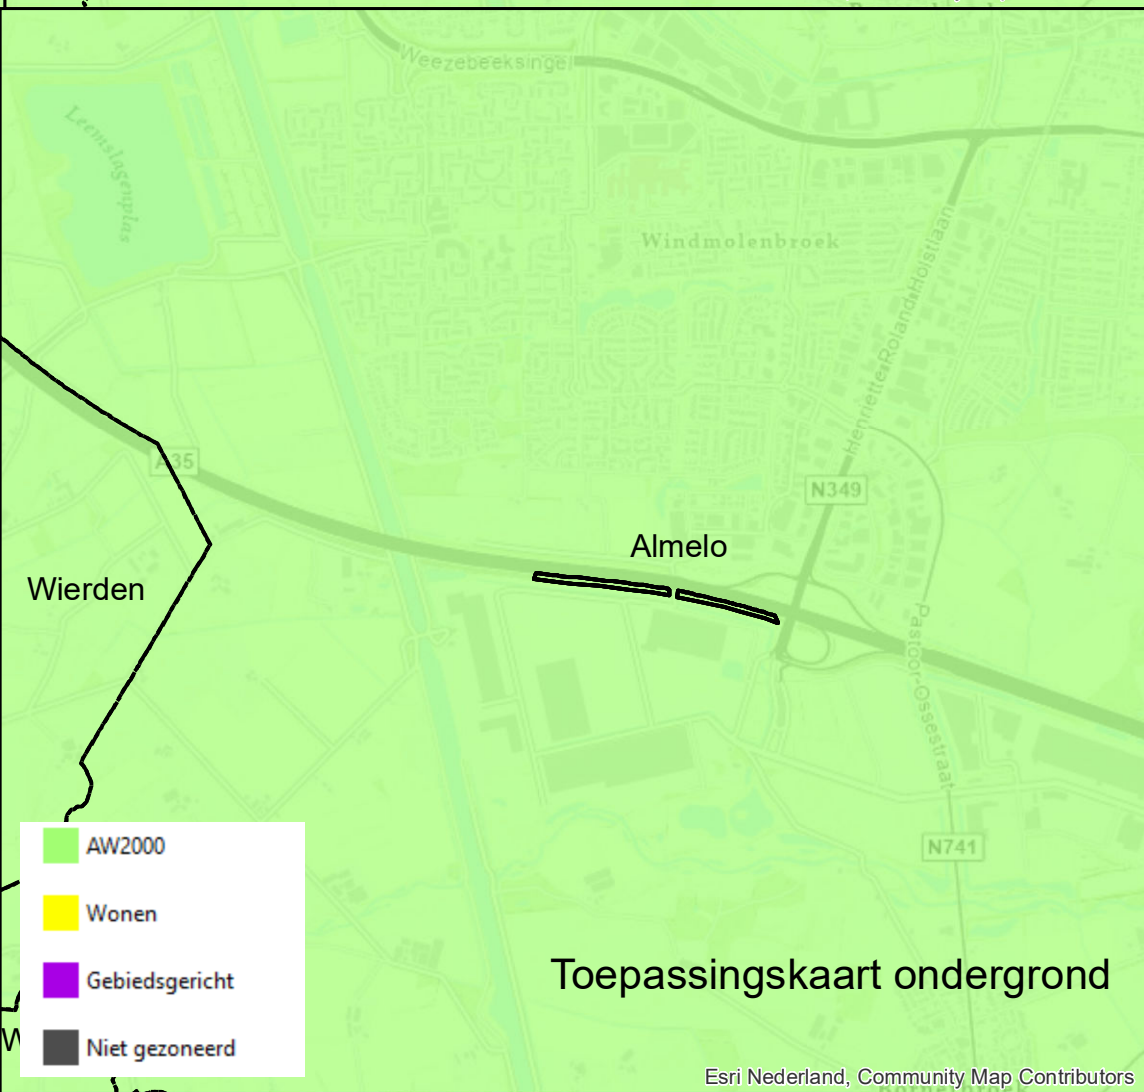 Weezebeeksingel
Leemslagenplas
Windmolenbroek
Henriette-Roland-Holstlaan
A35
N349
Almelo
Wierden
Pastoor-Ossestraat
N741
AW2000
Wonen
Gebiedsgericht
Niet gezoneerd
Toepassingskaart ondergrond
W
Esri Nederland, Community Map Contributors